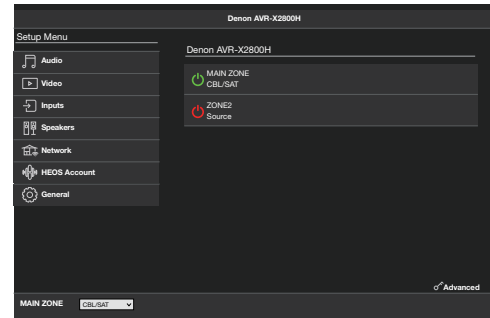 Denon AVR-X2800H
Setup Menu
Audio
Video
Inputs
Speakers
Network
HEOS Account
General
Denon AVR-X2800H
MAIN ZONE
CBL/SAT
ZONE2
Source
Advanced
MAIN ZONE CBL/SAT